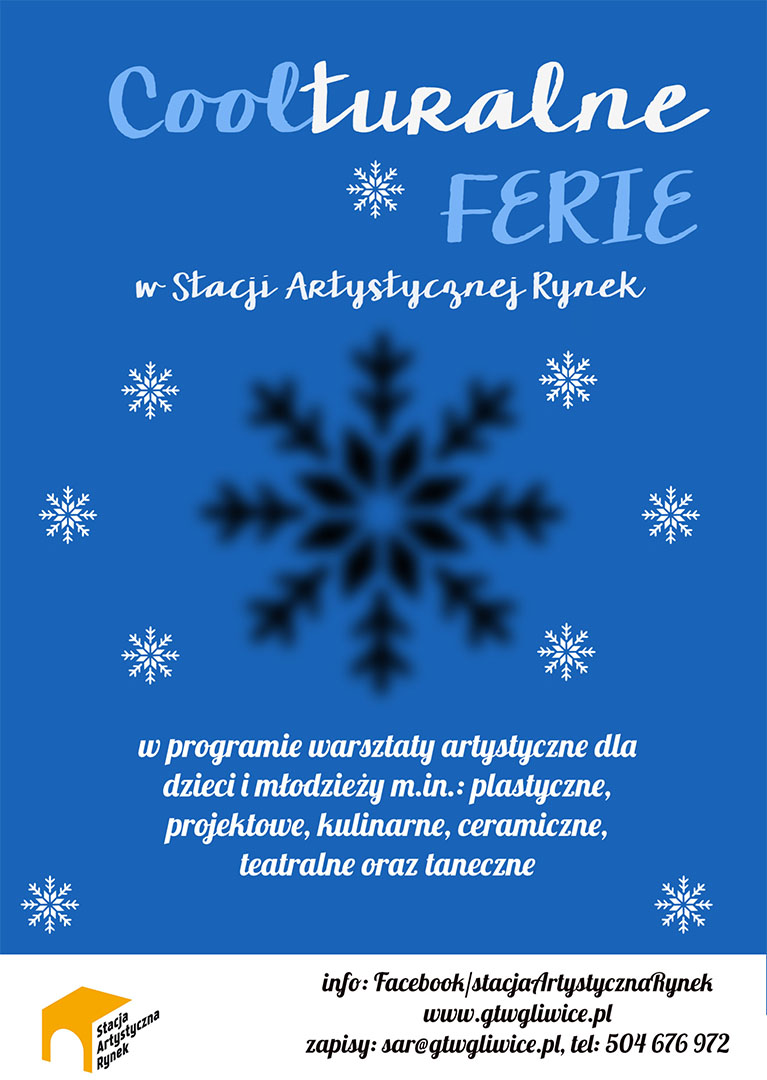 Coolturalne
FERIE
w Stacji Artystycznej Rynek
w programie warsztaty artystyczne dla
dzieci i młodzieży m.in.: plastyczne,
projektowe, kulinarne, ceramiczne,
teatralne oraz taneczne
Stacja
Artystyczna
Rynek
info: Facebook/stacjaArtystycznaRynek
www.gtwgliwice.pl
zapisy: sar@gtwgliwice.pl, tel: 504 676 972